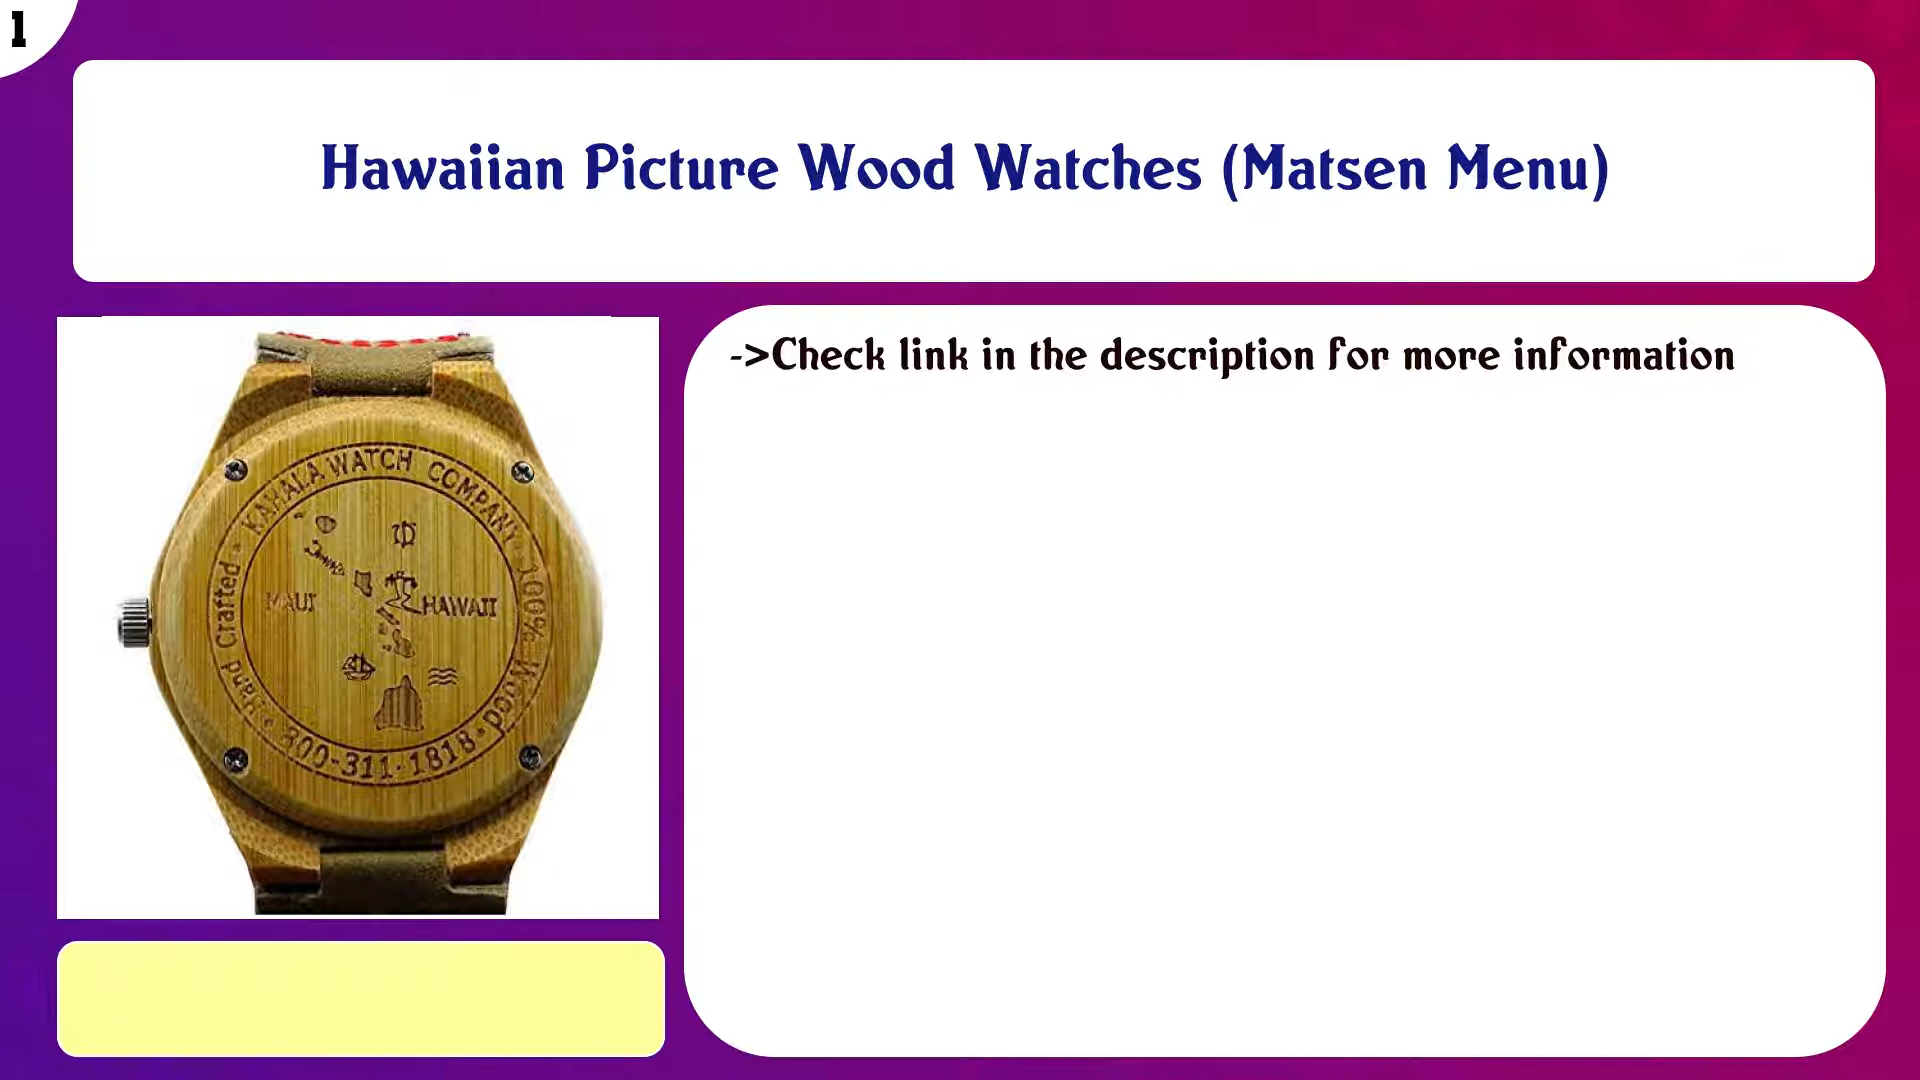 1
Hawaiian Picture Wood Watches (Matsen Menu)
->Check link in the description for more information
KAHALA WATCH COMPANY · 100% Wood · 800-311-1818 · Hand Crafted ·
MAUI
HAWAII